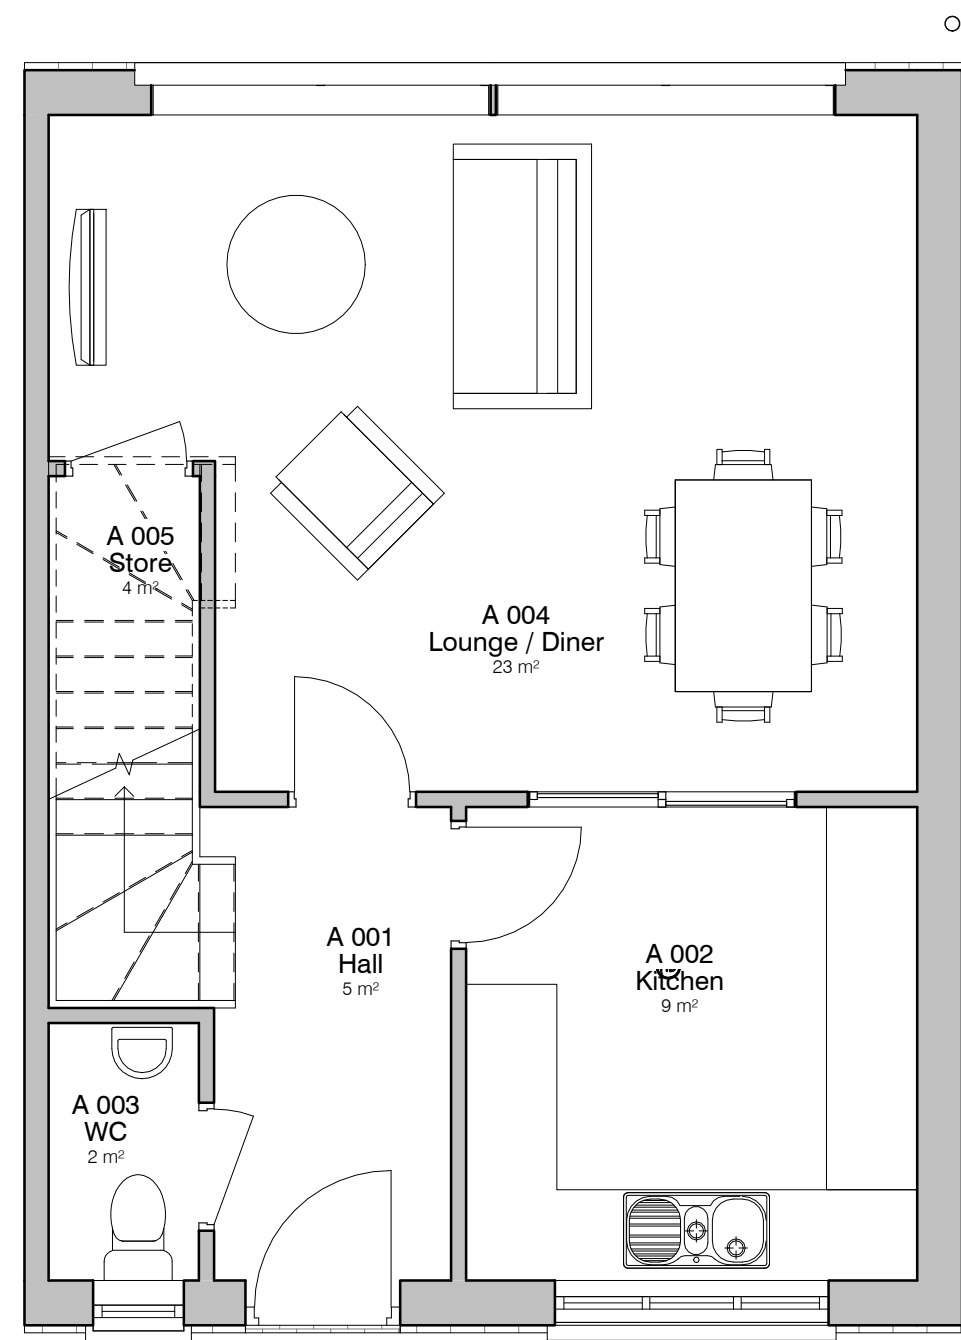 A 005
Store
4 m²
A 004
Lounge / Diner
23 m²
A 001
Hall
5 m²
A 002
Kitchen
9 m²
A 003
WC
2 m²